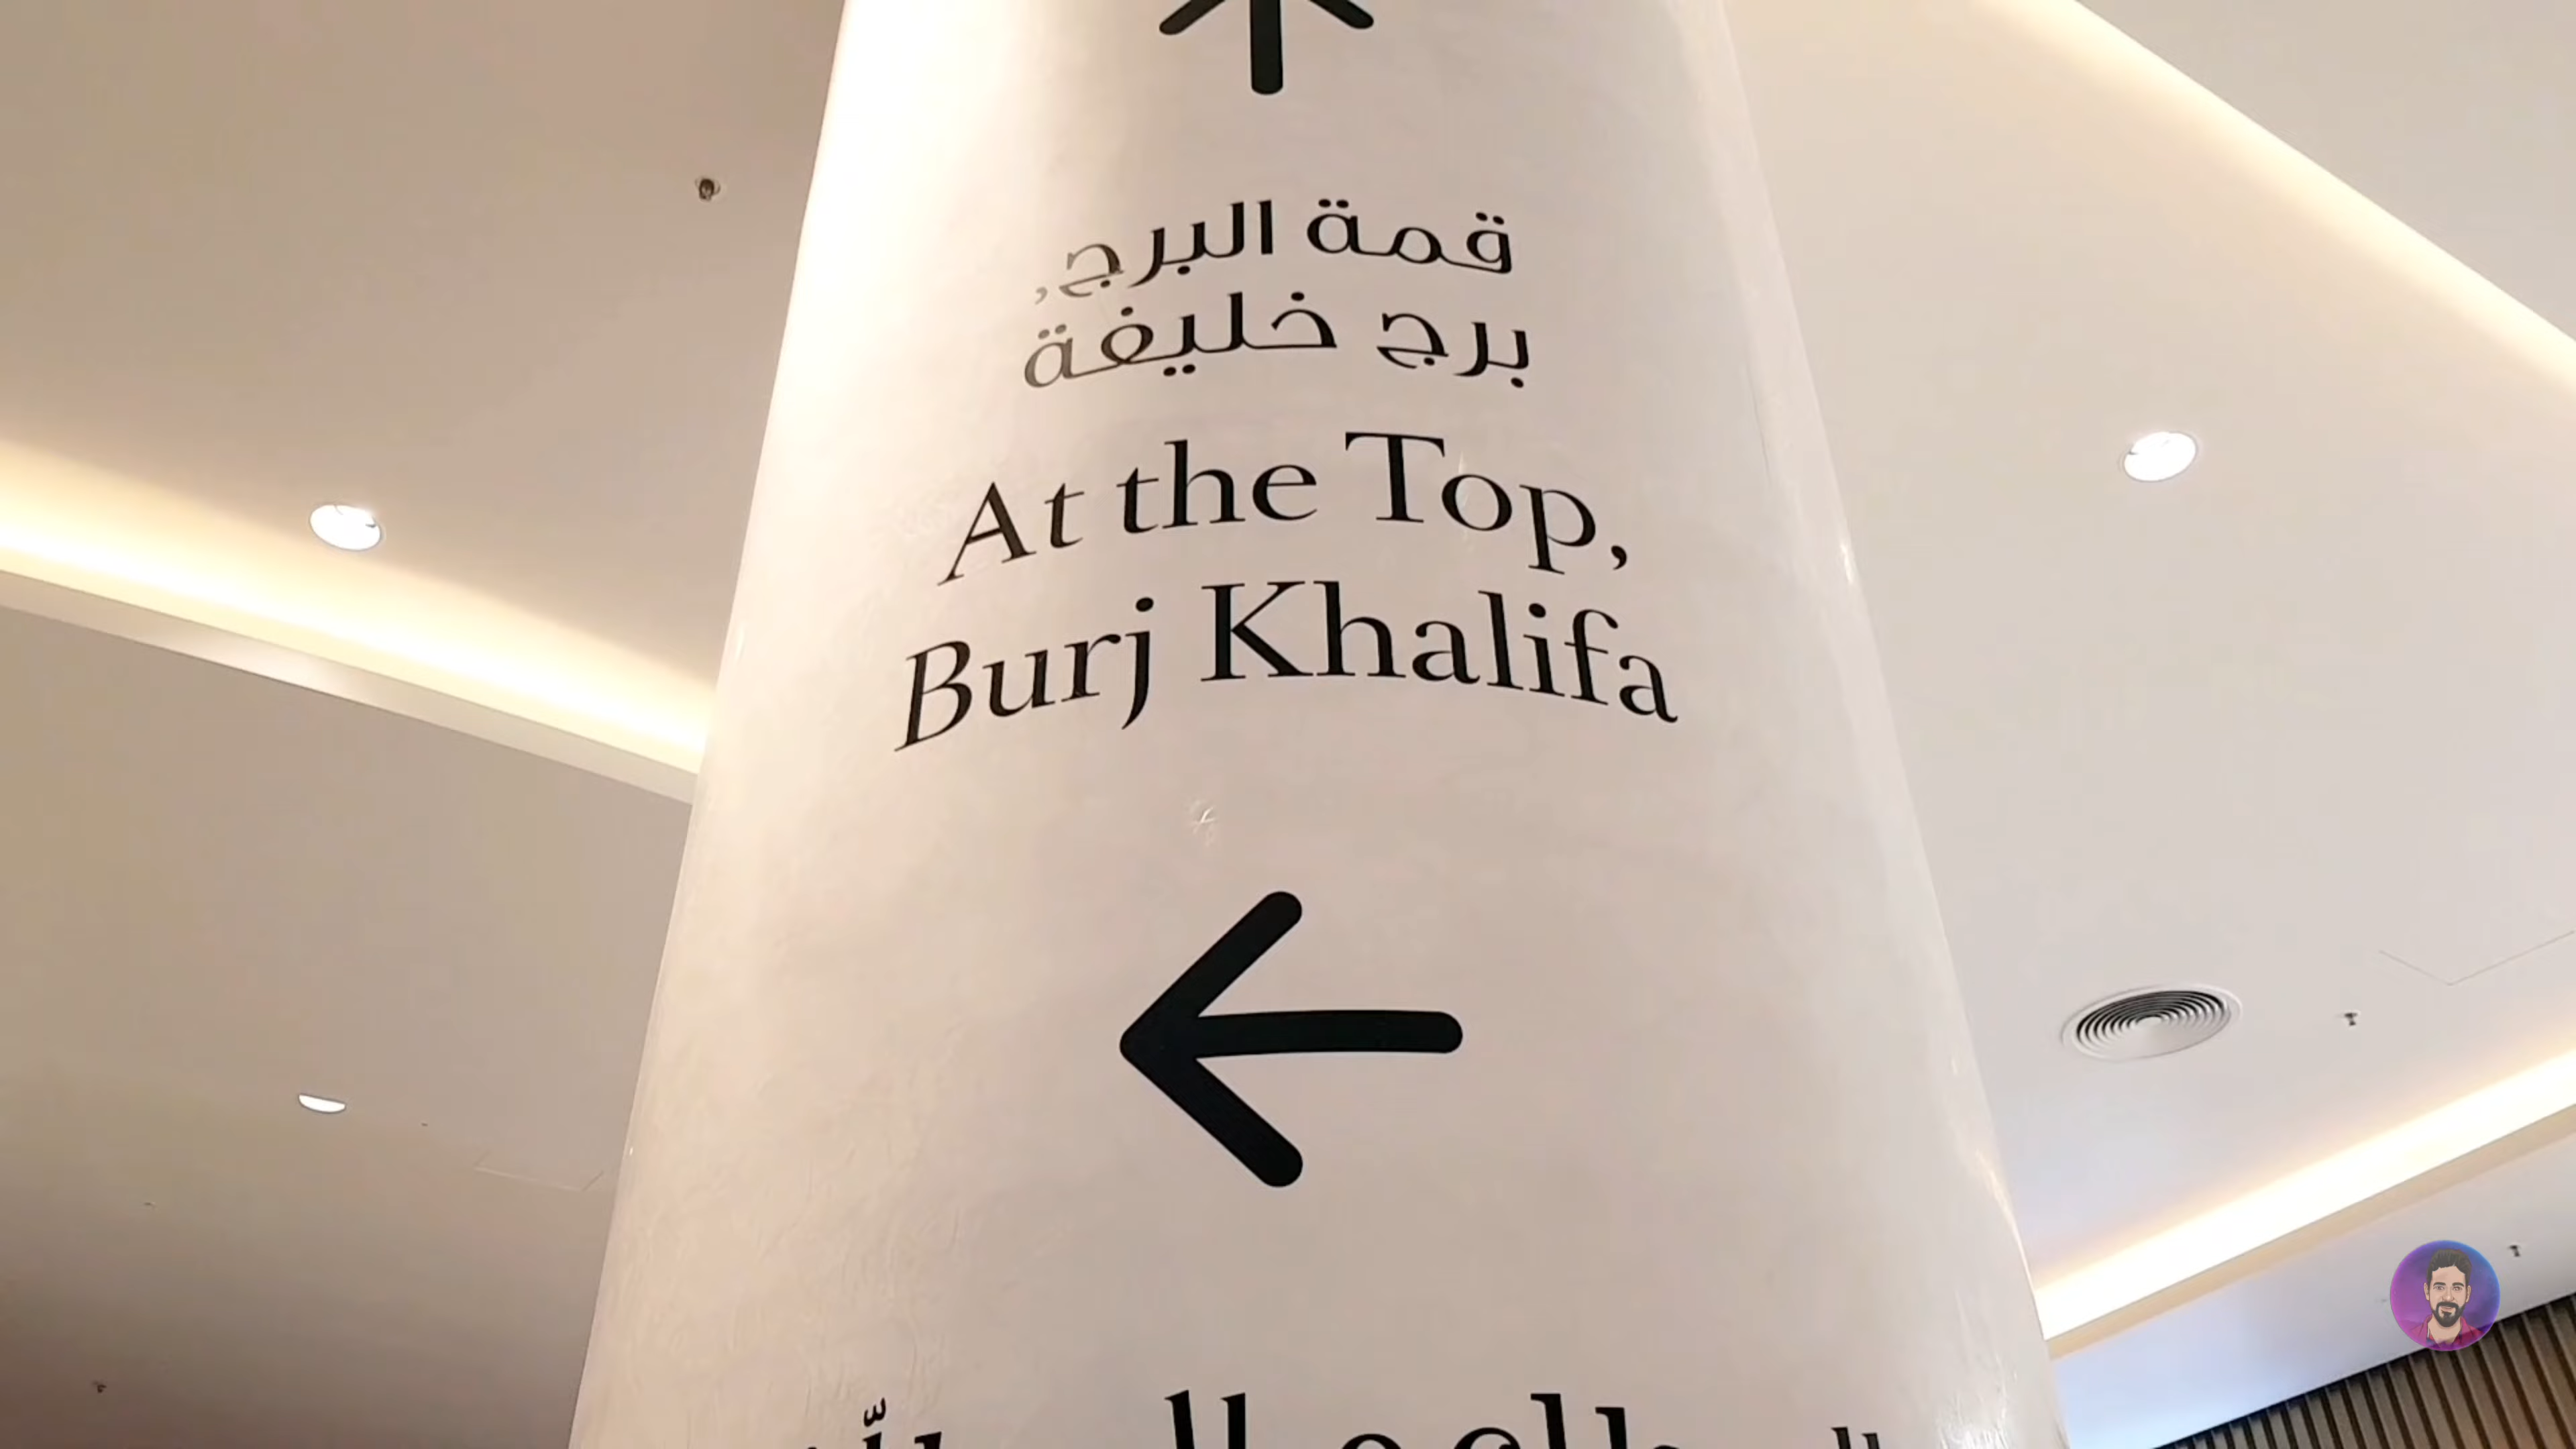 قمة البرج,
برج خليفة
At the Top,
Burj Khalifa